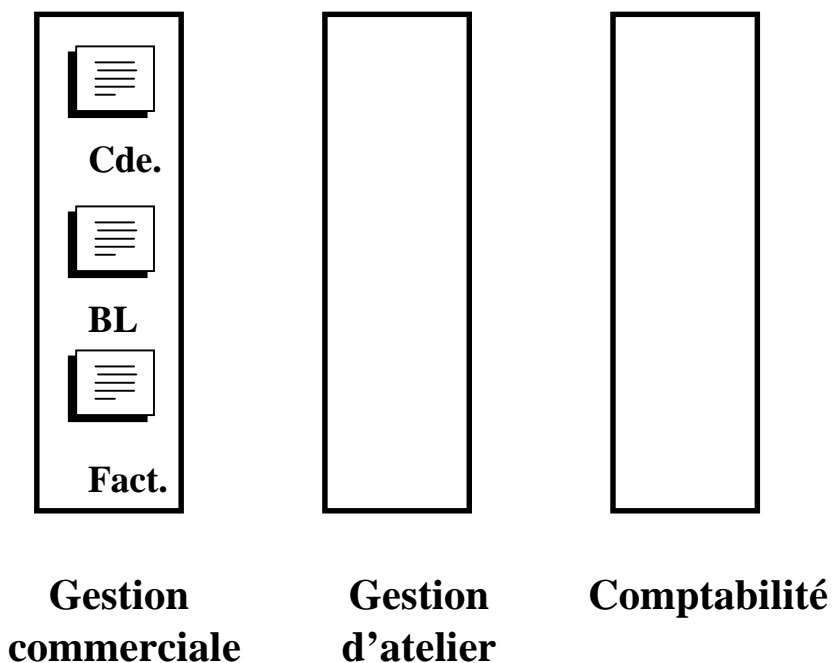 Cde.
BL
Fact.
Gestion
commerciale
Gestion
d’atelier
Comptabilité